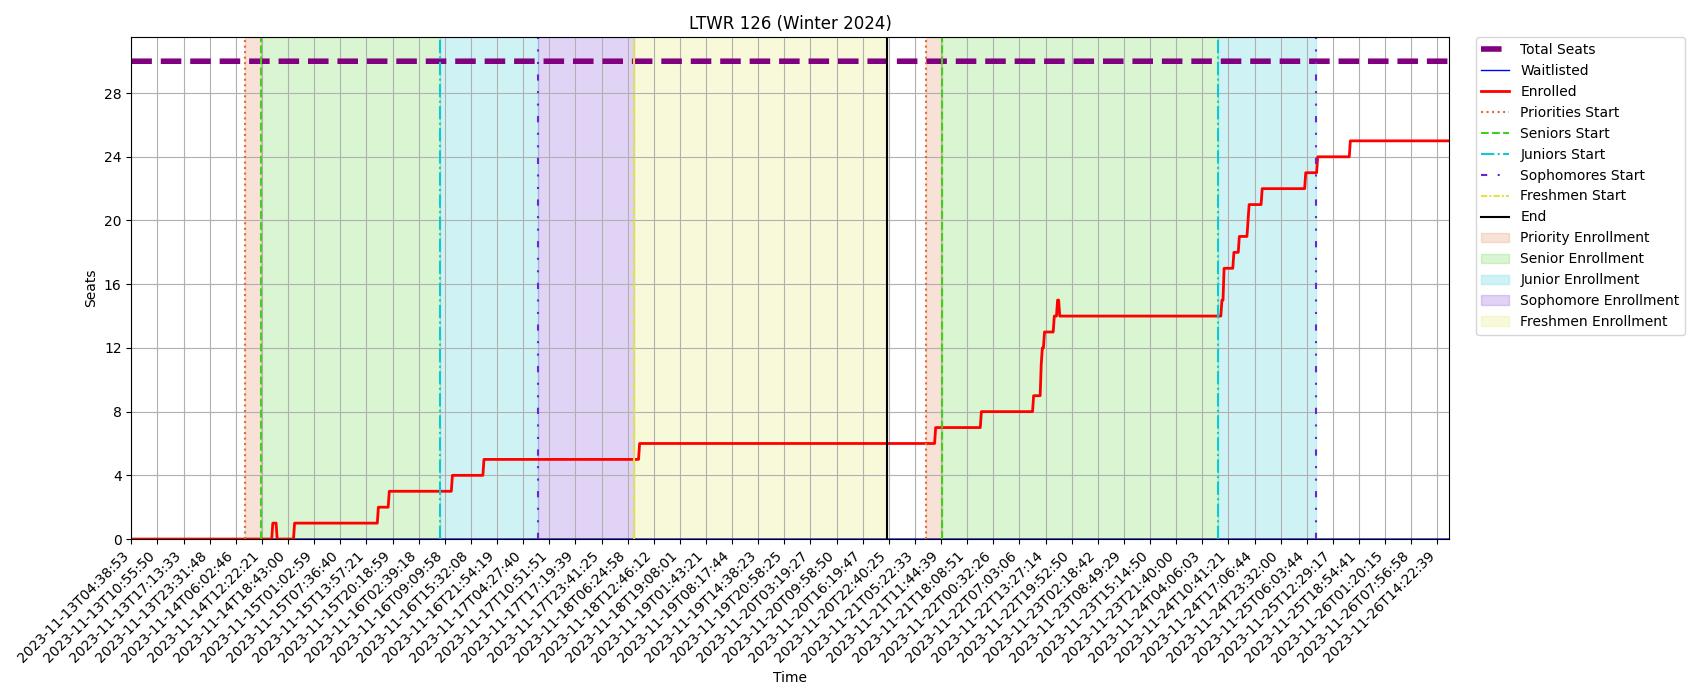 LTWR 126 (Winter 2024)
Seats
28
24
20
16
12
8
4
0
2023-11-13T04:38:53
2023-11-13T10:55:50
2023-11-13T17:13:33
2023-11-13T23:31:48
2023-11-14T06:02:46
2023-11-14T12:22:21
2023-11-14T18:43:00
2023-11-15T01:02:59
2023-11-15T07:36:40
2023-11-15T13:57:21
2023-11-15T20:18:59
2023-11-16T02:39:18
2023-11-16T09:09:58
2023-11-16T15:32:08
2023-11-16T21:54:19
2023-11-17T04:27:40
2023-11-17T10:51:51
2023-11-17T17:19:39
2023-11-17T23:41:25
2023-11-18T06:24:58
2023-11-18T12:46:12
2023-11-18T19:08:01
2023-11-19T01:43:21
2023-11-19T08:17:44
2023-11-19T14:38:23
2023-11-19T20:58:25
2023-11-20T03:19:27
2023-11-20T09:58:50
2023-11-20T16:19:47
2023-11-20T22:40:25
2023-11-21T05:22:33
2023-11-21T11:44:39
2023-11-21T18:08:51
2023-11-22T00:32:26
2023-11-22T07:03:06
2023-11-22T13:27:14
2023-11-22T19:52:50
2023-11-23T02:18:42
2023-11-23T08:49:29
2023-11-23T15:14:50
2023-11-23T21:40:00
2023-11-24T04:06:03
2023-11-24T10:41:21
2023-11-24T17:06:44
2023-11-24T23:32:00
2023-11-25T06:03:44
2023-11-25T12:29:17
2023-11-25T18:54:41
2023-11-26T01:20:15
2023-11-26T07:56:58
2023-11-26T14:22:39
Time
Total Seats
Waitlisted
Enrolled
Priorities Start
Seniors Start
Juniors Start
Sophomores Start
Freshmen Start
End
Priority Enrollment
Senior Enrollment
Junior Enrollment
Sophomore Enrollment
Freshmen Enrollment